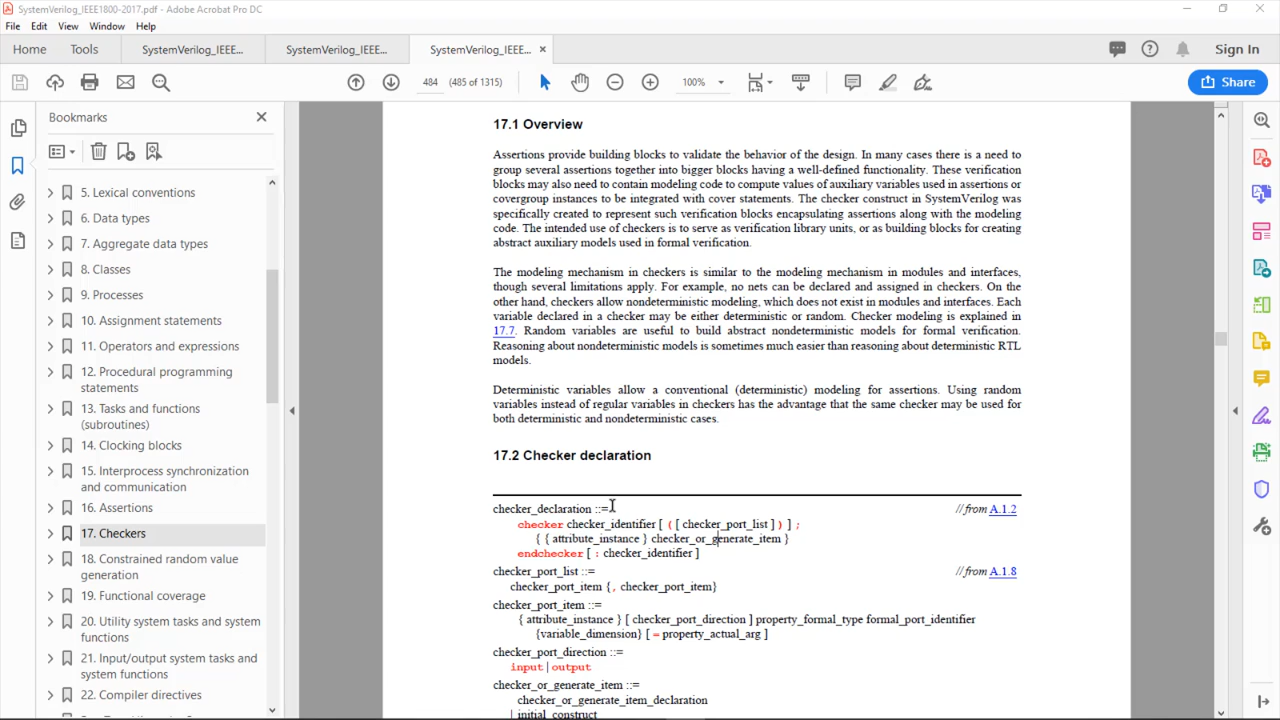 SystemVerilog_IEEE1800-2017.pdf - Adobe Acrobat Pro DC
File Edit View Window Help
Home Tools SystemVerilog_IEEE... SystemVerilog_IEEE... SystemVerilog_IEEE... Sign In
484 (485 of 1315) 100% Share
Bookmarks
5. Lexical conventions
6. Data types
7. Aggregate data types
8. Classes
9. Processes
10. Assignment statements
11. Operators and expressions
12. Procedural programming
statements
13. Tasks and functions
(subroutines)
14. Clocking blocks
15. Interprocess synchronization
and communication
16. Assertions
17. Checkers
18. Constrained random value
generation
19. Functional coverage
20. Utility system tasks and system
functions
21. Input/output system tasks and
system functions
22. Compiler directives
17.1 Overview
Assertions provide building blocks to validate the behavior of the design. In many cases there is a need to
group several assertions together into bigger blocks having a well-defined functionality. These verification
blocks may also need to contain modeling code to compute values of auxiliary variables used in assertions or
covergroup instances to be integrated with cover statements. The checker construct in SystemVerilog was
specifically created to represent such verification blocks encapsulating assertions along with the modeling
code. The intended use of checkers is to serve as verification library units, or as building blocks for creating
abstract auxiliary models used in formal verification.
The modeling mechanism in checkers is similar to the modeling mechanism in modules and interfaces,
though several limitations apply. For example, no nets can be declared and assigned in checkers. On the
other hand, checkers allow nondeterministic modeling, which does not exist in modules and interfaces. Each
variable declared in a checker may be either deterministic or random. Checker modeling is explained in
17.7. Random variables are useful to build abstract nondeterministic models for formal verification.
Reasoning about nondeterministic models is sometimes much easier than reasoning about deterministic RTL
models.
Deterministic variables allow a conventional (deterministic) modeling for assertions. Using random
variables instead of regular variables in checkers has the advantage that the same checker may be used for
both deterministic and nondeterministic cases.
17.2 Checker declaration
checker_declaration ::= // from A.1.2
checker checker_identifier [ ( [ checker_port_list ] ) ] ;
{ { attribute_instance } checker_or_generate_item }
endchecker [ : checker_identifier ]
checker_port_list ::= // from A.1.8
checker_port_item {, checker_port_item}
checker_port_item ::=
{ attribute_instance } [ checker_port_direction ] property_formal_type formal_port_identifier
{variable_dimension} [ = property_actual_arg ]
checker_port_direction ::=
input | output
checker_or_generate_item ::=
checker_or_generate_item_declaration
| initial_construct